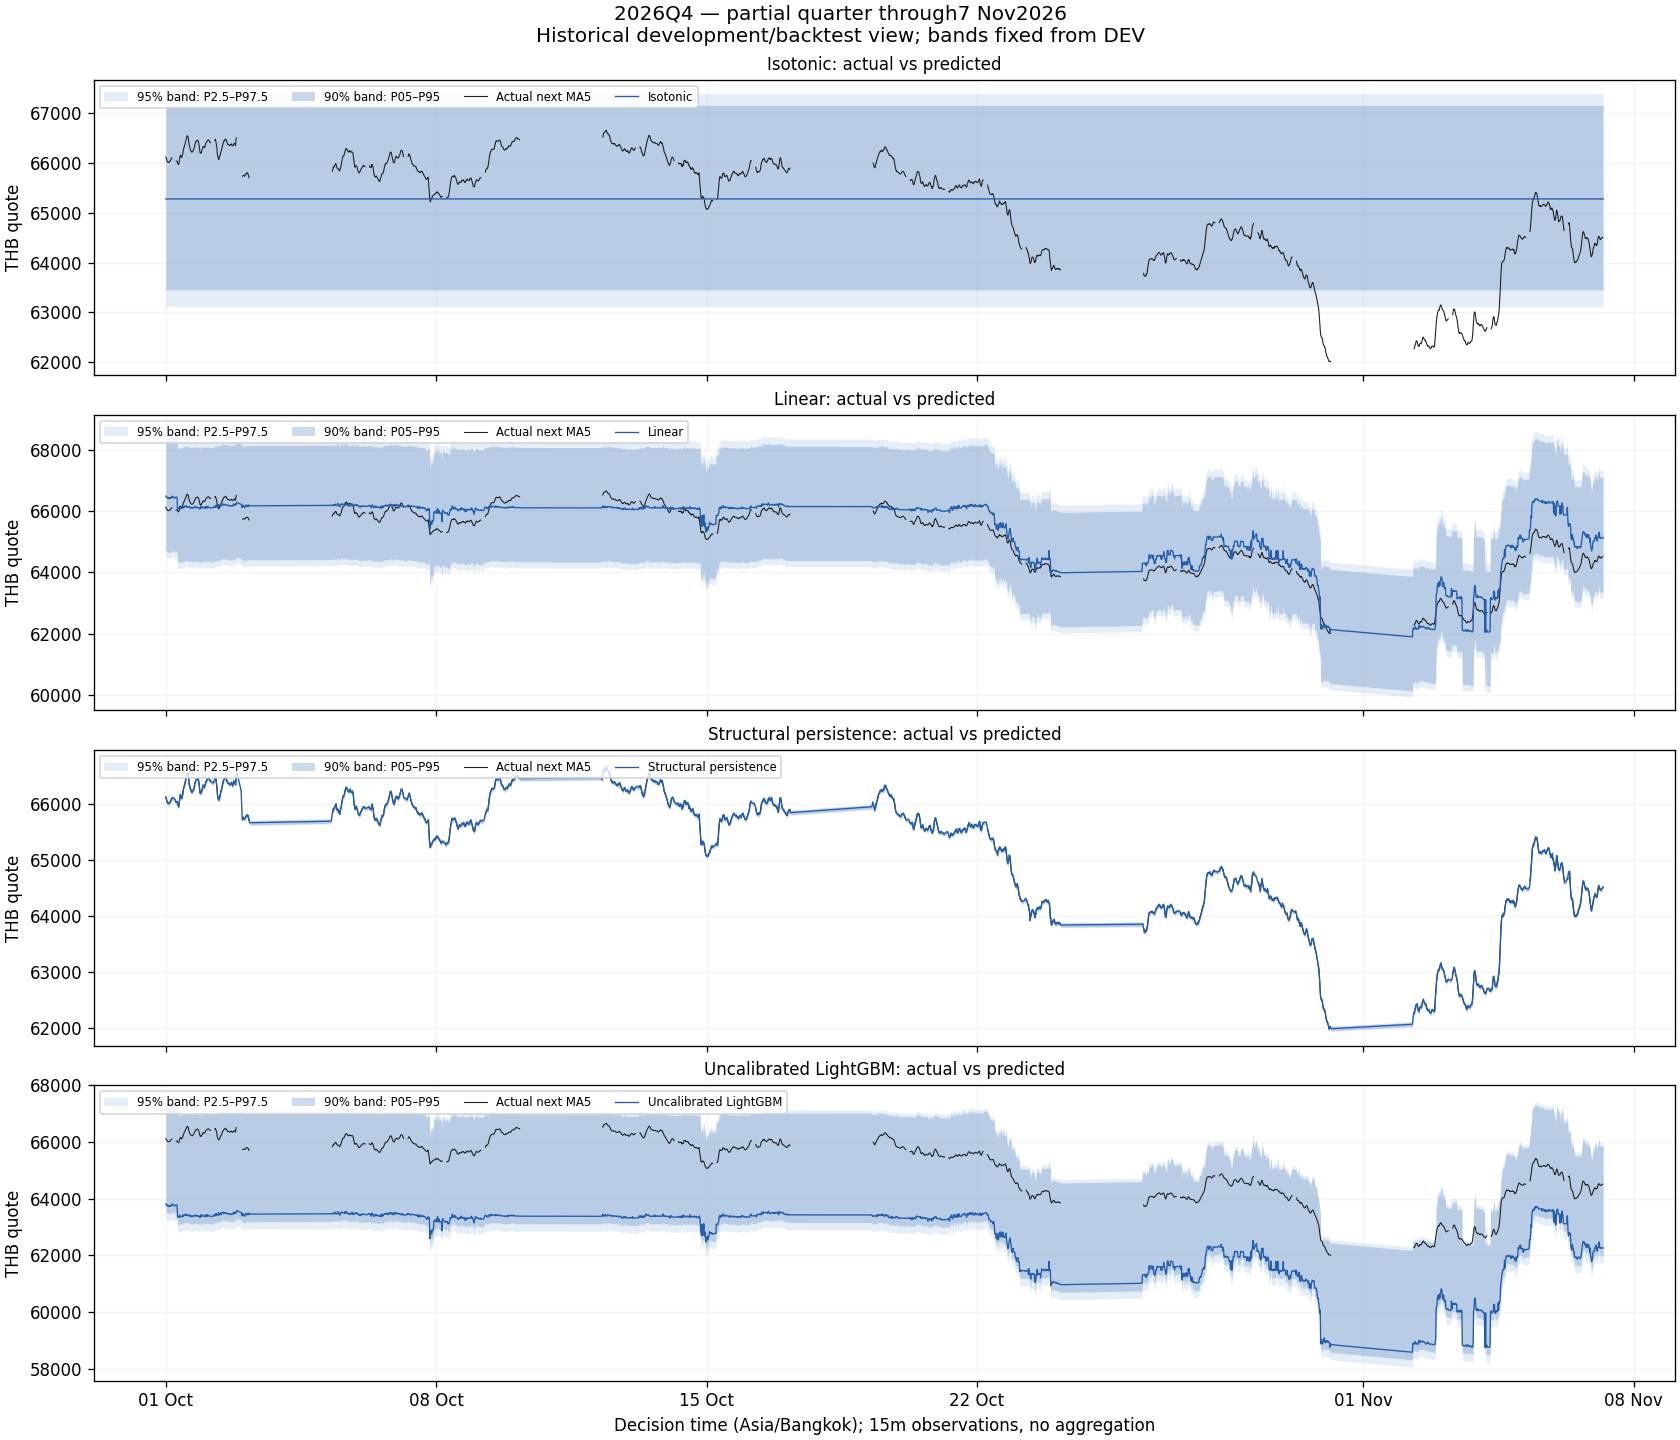 2026Q4 — partial quarter through7 Nov2026
Historical development/backtest view; bands fixed from DEV
Isotonic: actual vs predicted
95% band: P2.5–P97.5 90% band: P05–P95 Actual next MA5 Isotonic
THB quote
67000
66000
65000
64000
63000
62000
Linear: actual vs predicted
95% band: P2.5–P97.5 90% band: P05–P95 Actual next MA5 Linear
THB quote
68000
66000
64000
62000
60000
Structural persistence: actual vs predicted
95% band: P2.5–P97.5 90% band: P05–P95 Actual next MA5 Structural persistence
THB quote
66000
65000
64000
63000
62000
Uncalibrated LightGBM: actual vs predicted
95% band: P2.5–P97.5 90% band: P05–P95 Actual next MA5 Uncalibrated LightGBM
THB quote
68000
66000
64000
62000
60000
58000
01 Oct 08 Oct 15 Oct 22 Oct 01 Nov 08 Nov
Decision time (Asia/Bangkok); 15m observations, no aggregation